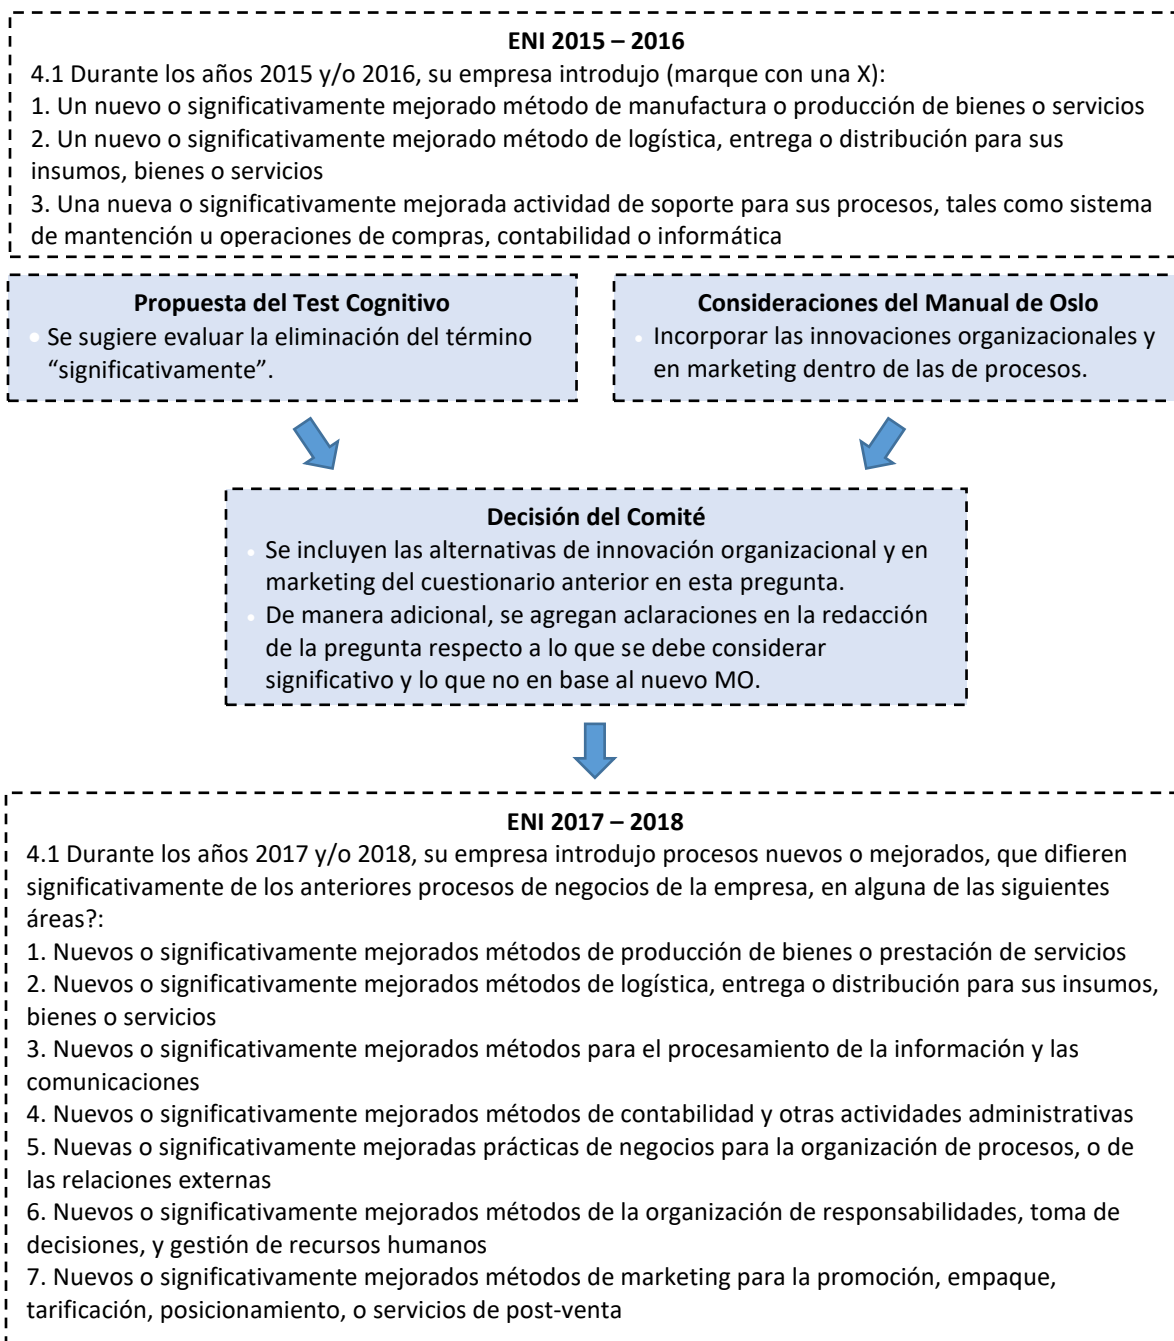 ENI 2015 – 2016
4.1 Durante los años 2015 y/o 2016, su empresa introdujo (marque con una X):
1. Un nuevo o significativamente mejorado método de manufactura o producción de bienes o servicios
2. Un nuevo o significativamente mejorado método de logística, entrega o distribución para sus
insumos, bienes o servicios
3. Una nueva o significativamente mejorada actividad de soporte para sus procesos, tales como sistema
de mantención u operaciones de compras, contabilidad o informática
Propuesta del Test Cognitivo
• Se sugiere evaluar la eliminación del término
“significativamente”.
Consideraciones del Manual de Oslo
• Incorporar las innovaciones organizacionales y
en marketing dentro de las de procesos.
Decisión del Comité
• Se incluyen las alternativas de innovación organizacional y en
marketing del cuestionario anterior en esta pregunta.
• De manera adicional, se agregan aclaraciones en la redacción
de la pregunta respecto a lo que se debe considerar
significativo y lo que no en base al nuevo MO.
ENI 2017 – 2018
4.1 Durante los años 2017 y/o 2018, su empresa introdujo procesos nuevos o mejorados, que difieren
significativamente de los anteriores procesos de negocios de la empresa, en alguna de las siguientes
áreas?:
1. Nuevos o significativamente mejorados métodos de producción de bienes o prestación de servicios
2. Nuevos o significativamente mejorados métodos de logística, entrega o distribución para sus insumos,
bienes o servicios
3. Nuevos o significativamente mejorados métodos para el procesamiento de la información y las
comunicaciones
4. Nuevos o significativamente mejorados métodos de contabilidad y otras actividades administrativas
5. Nuevas o significativamente mejoradas prácticas de negocios para la organización de procesos, o de
las relaciones externas
6. Nuevos o significativamente mejorados métodos de la organización de responsabilidades, toma de
decisiones, y gestión de recursos humanos
7. Nuevos o significativamente mejorados métodos de marketing para la promoción, empaque,
tarificación, posicionamiento, o servicios de post-venta